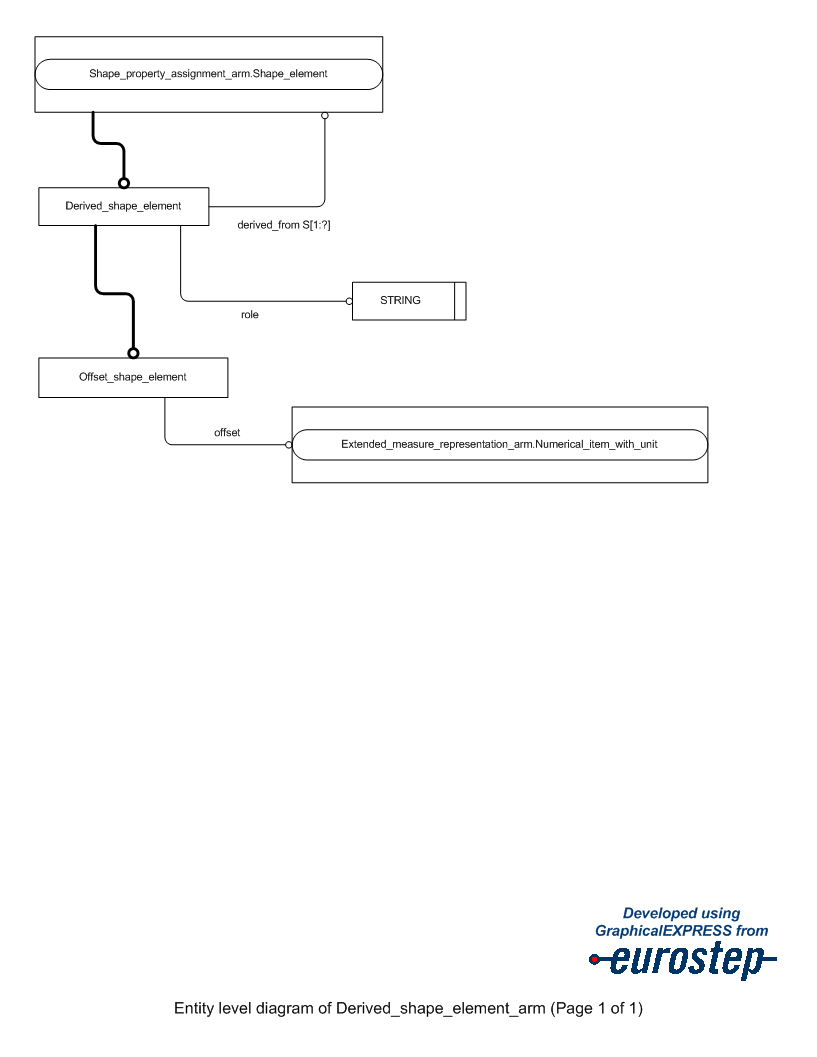 Shape_property_assignment_arm.Shape_element
Derived_shape_element
derived_from S[1:?]
STRING
role
Offset_shape_element
offset
Extended_measure_representation_arm.Numerical_item_with_unit
Developed using
GraphicalEXPRESS from
eurostep
Entity level diagram of Derived_shape_element_arm (Page 1 of 1)